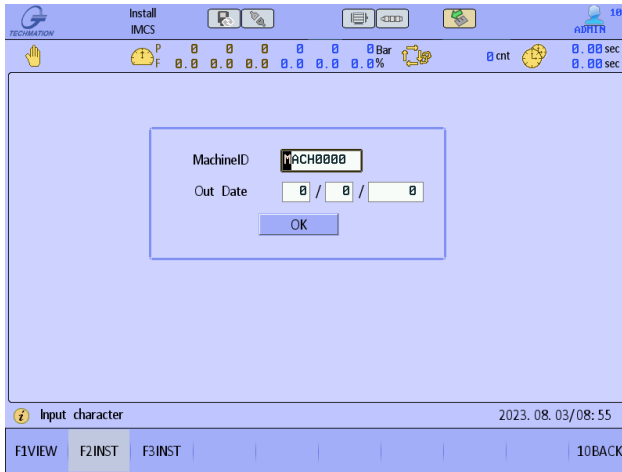 TECHMATION
Install
IMCS
10
ADMIN
P 0 0 0 0 0 0 Bar
F 0.0 0.0 0.0 0.0 0.0 0.0%
0 cnt
0.00 sec
0.00 sec
MachineID MACH0000
Out Date 0 / 0 / 0
OK
Input character
2023. 08. 03/08: 55
F1VIEW F2INST F3INST 10BACK